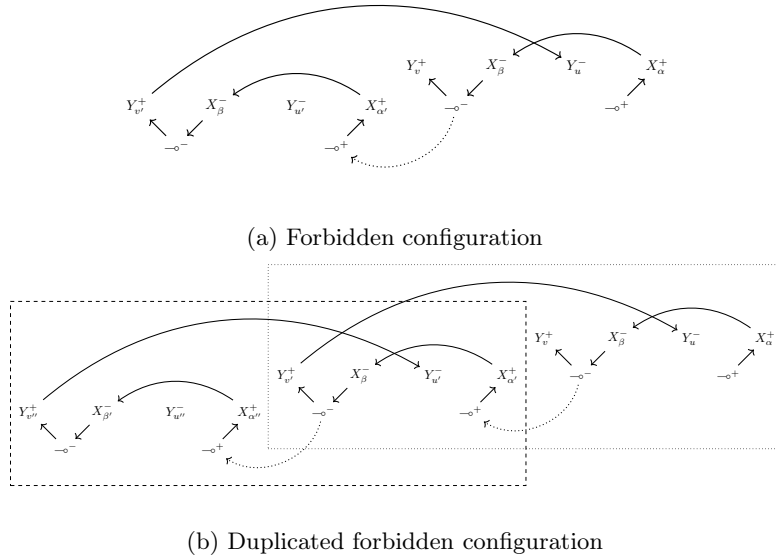 Y_v^+ X_β^- Y_u^- X_α^+
Y_{v'}^+ X_β^- Y_{u'}^- X_{α'}^+ ⊸^- ⊸^+
⊸^- ⊸^+
(a) Forbidden configuration
Y_v^+ X_β^- Y_u^- X_α^+
Y_{v'}^+ X_β^- Y_{u'}^- X_{α'}^+ ⊸^- ⊸^+
Y_{v''}^+ X_{β'}^- Y_{u''}^- X_{α''}^+ ⊸^- ⊸^+
⊸^- ⊸^+
(b) Duplicated forbidden configuration